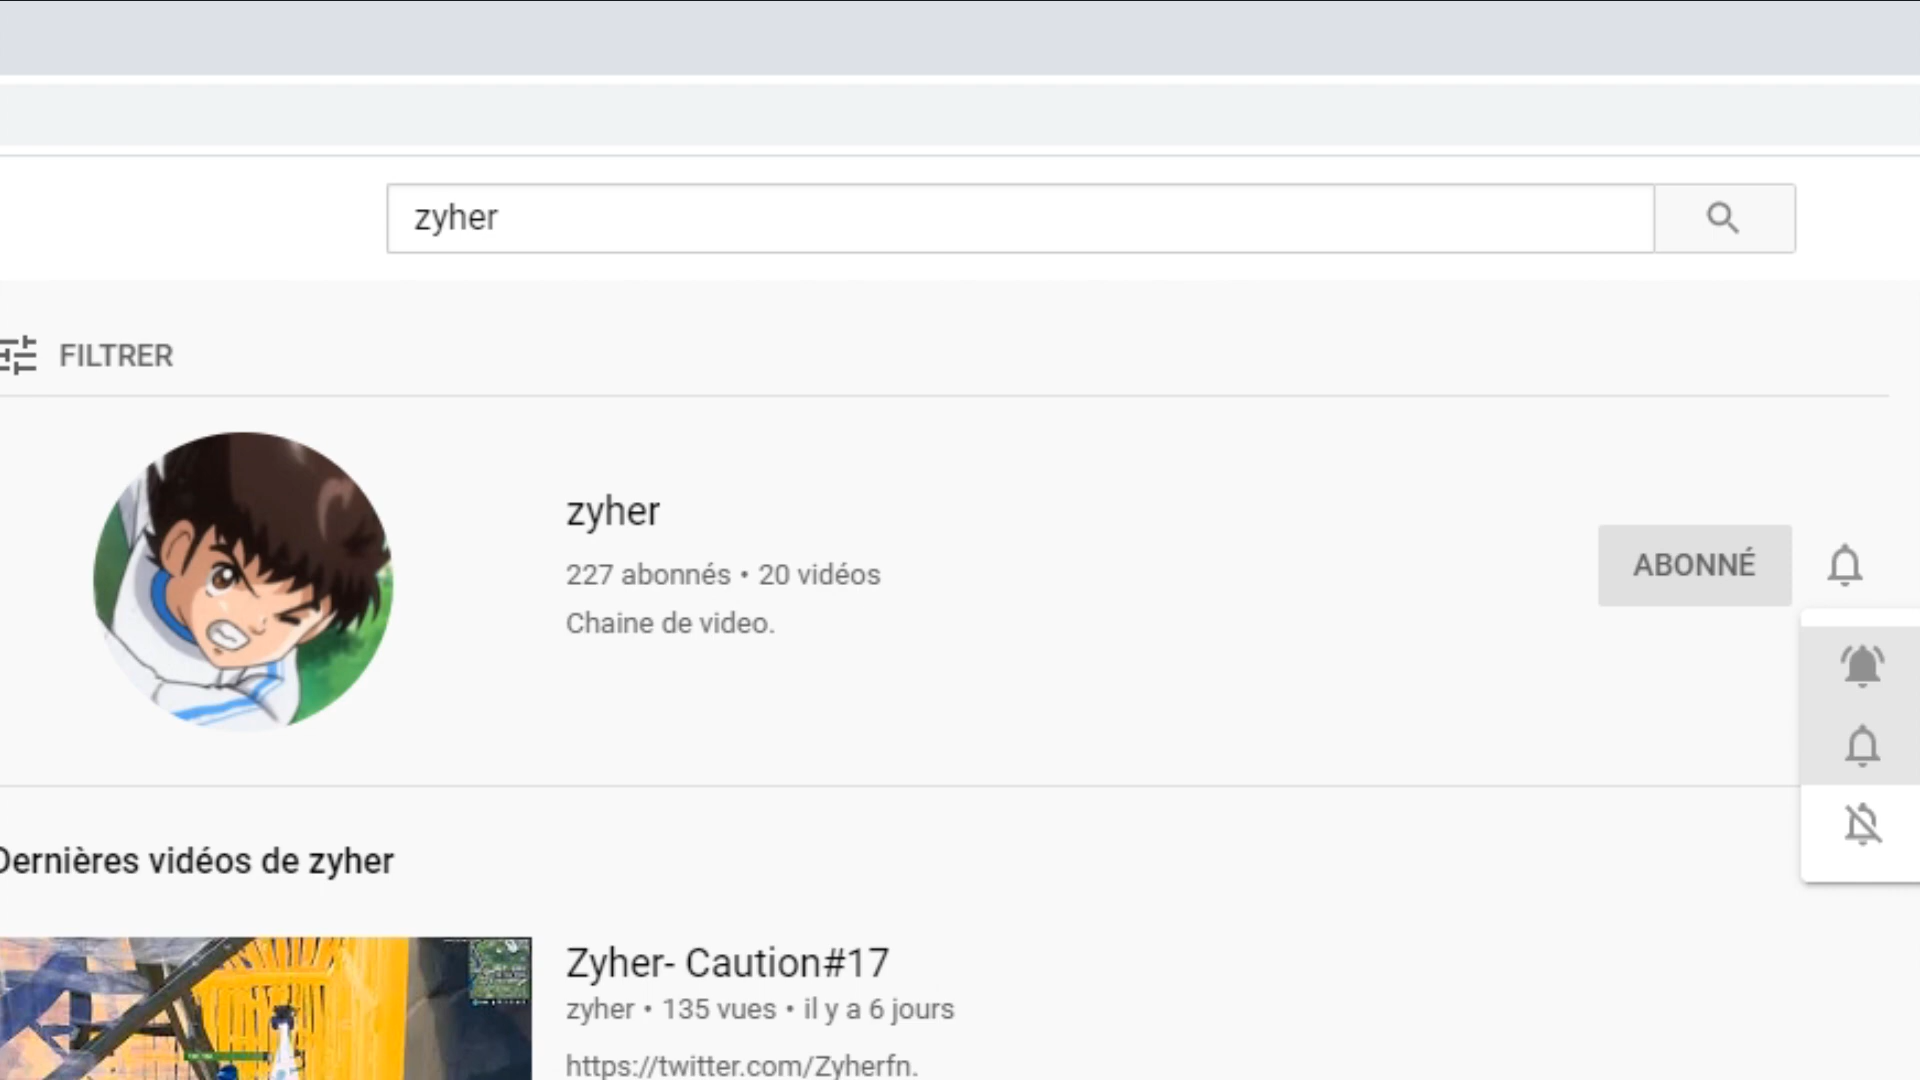 zyher
FILTRER
zyher
227 abonnés • 20 vidéos
Chaine de video.
ABONNÉ
Dernières vidéos de zyher
Zyher- Caution#17
zyher • 135 vues • il y a 6 jours
https://twitter.com/Zyherfn.